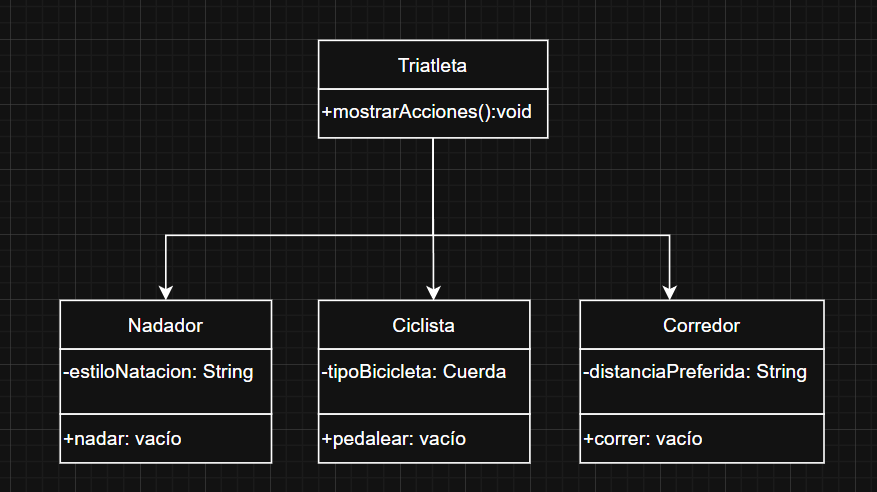 Triatleta
+mostrarAcciones():void
Nadador
-estiloNatacion: String
+nadar: vacío
Ciclista
-tipoBicicleta: Cuerda
+pedalear: vacío
Corredor
-distanciaPreferida: String
+correr: vacío